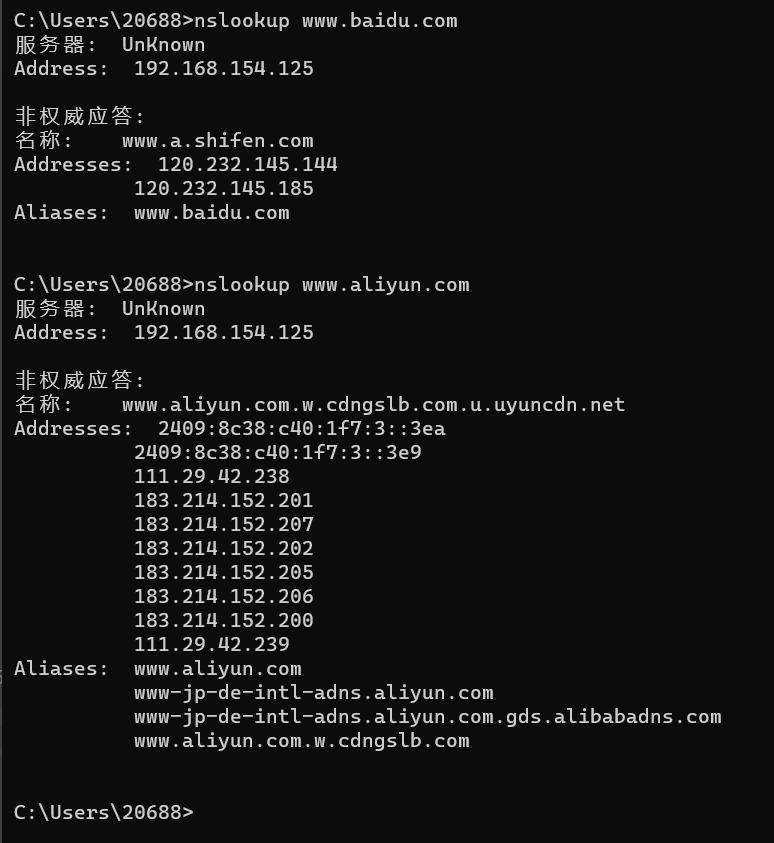 C:\Users\20688>nslookup www.baidu.com
服务器:  UnKnown
Address:  192.168.154.125
非权威应答:
名称:    www.a.shifen.com
Addresses:  120.232.145.144
          120.232.145.185
Aliases:  www.baidu.com
C:\Users\20688>nslookup www.aliyun.com
服务器:  UnKnown
Address:  192.168.154.125
非权威应答:
名称:    www.aliyun.com.w.cdngslb.com.u.uyuncdn.net
Addresses:  2409:8c38:c40:1f7:3::3ea
          2409:8c38:c40:1f7:3::3e9
          111.29.42.238
          183.214.152.201
          183.214.152.207
          183.214.152.202
          183.214.152.205
          183.214.152.206
          183.214.152.200
          111.29.42.239
Aliases:  www.aliyun.com
          www-jp-de-intl-adns.aliyun.com
          www-jp-de-intl-adns.aliyun.com.gds.alibabadns.com
          www.aliyun.com.w.cdngslb.com
C:\Users\20688>